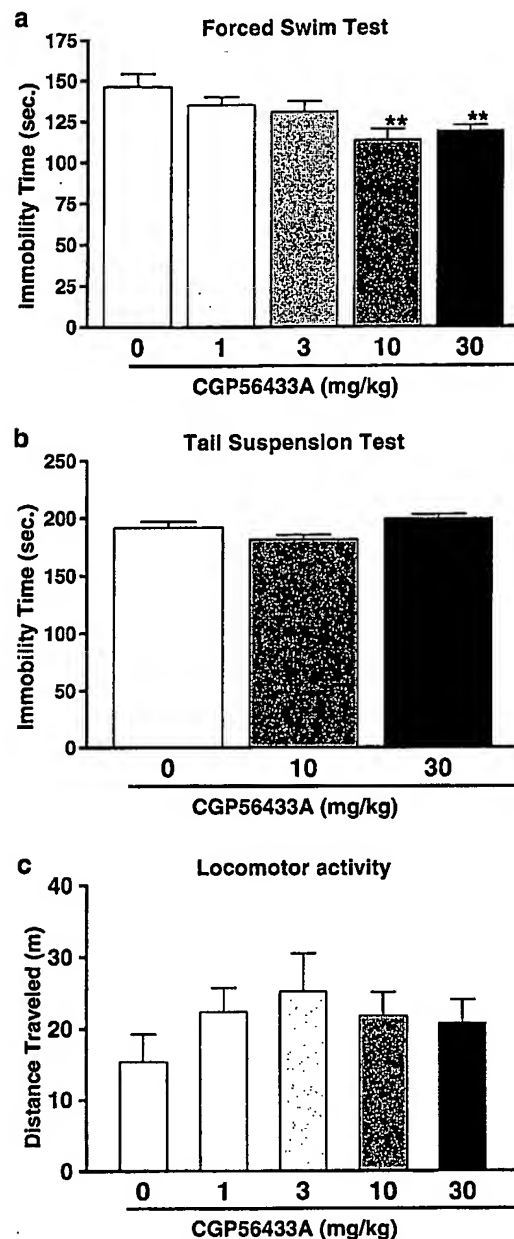 a
Forced Swim Test
Immobility Time (sec.)
175
150
125
100
75
50
25
0
** **
0 1 3 10 30
CGP56433A (mg/kg)
b
Tail Suspension Test
Immobility Time (sec.)
250
200
150
100
50
0
0 10 30
CGP56433A (mg/kg)
c
Locomotor activity
Distance Traveled (m)
40
30
20
10
0
0 1 3 10 30
CGP56433A (mg/kg)